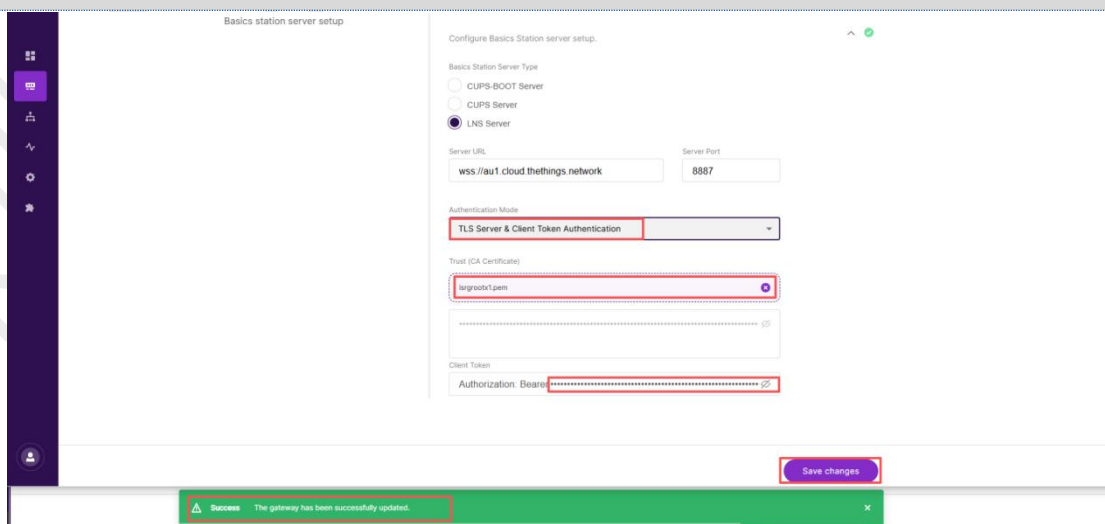 Basics station server setup
Configure Basics Station server setup.
Basics Station Server Type
CUPS-BOOT Server
CUPS Server
LNS Server
Server URL Server Port
wss://au1.cloud.thethings.network 8887
Authentication Mode
TLS Server & Client Token Authentication
Trust (CA Certificate)
isrgrootx1.pem
Client Token
Authorization: Bearer
Save changes
Success The gateway has been successfully updated.